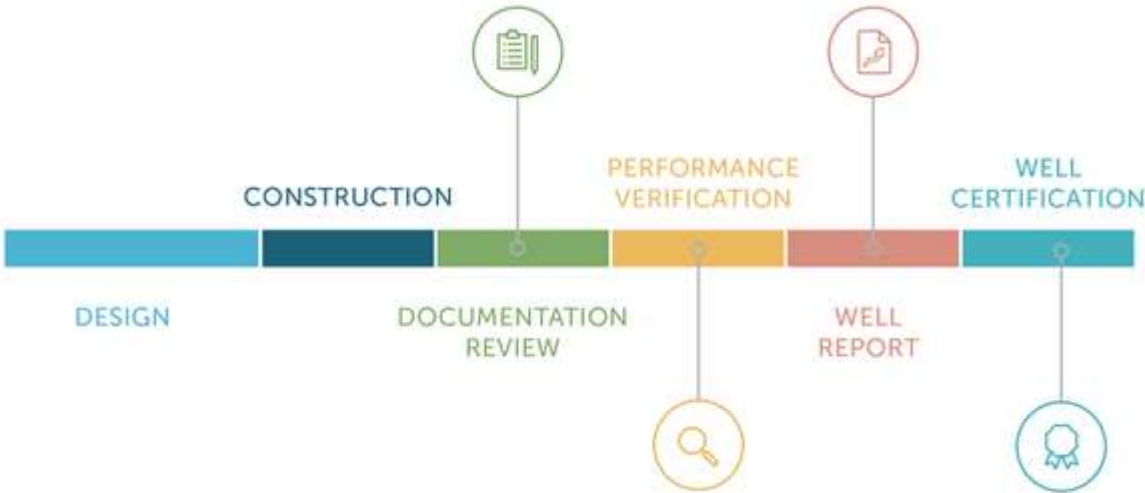 DESIGN
CONSTRUCTION
DOCUMENTATION
REVIEW
PERFORMANCE
VERIFICATION
WELL
REPORT
WELL
CERTIFICATION